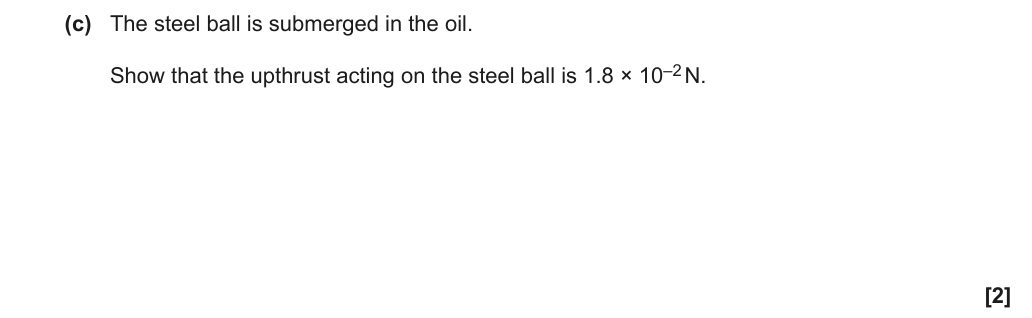 (c) The steel ball is submerged in the oil.
Show that the upthrust acting on the steel ball is 1.8 × 10⁻² N.
[2]